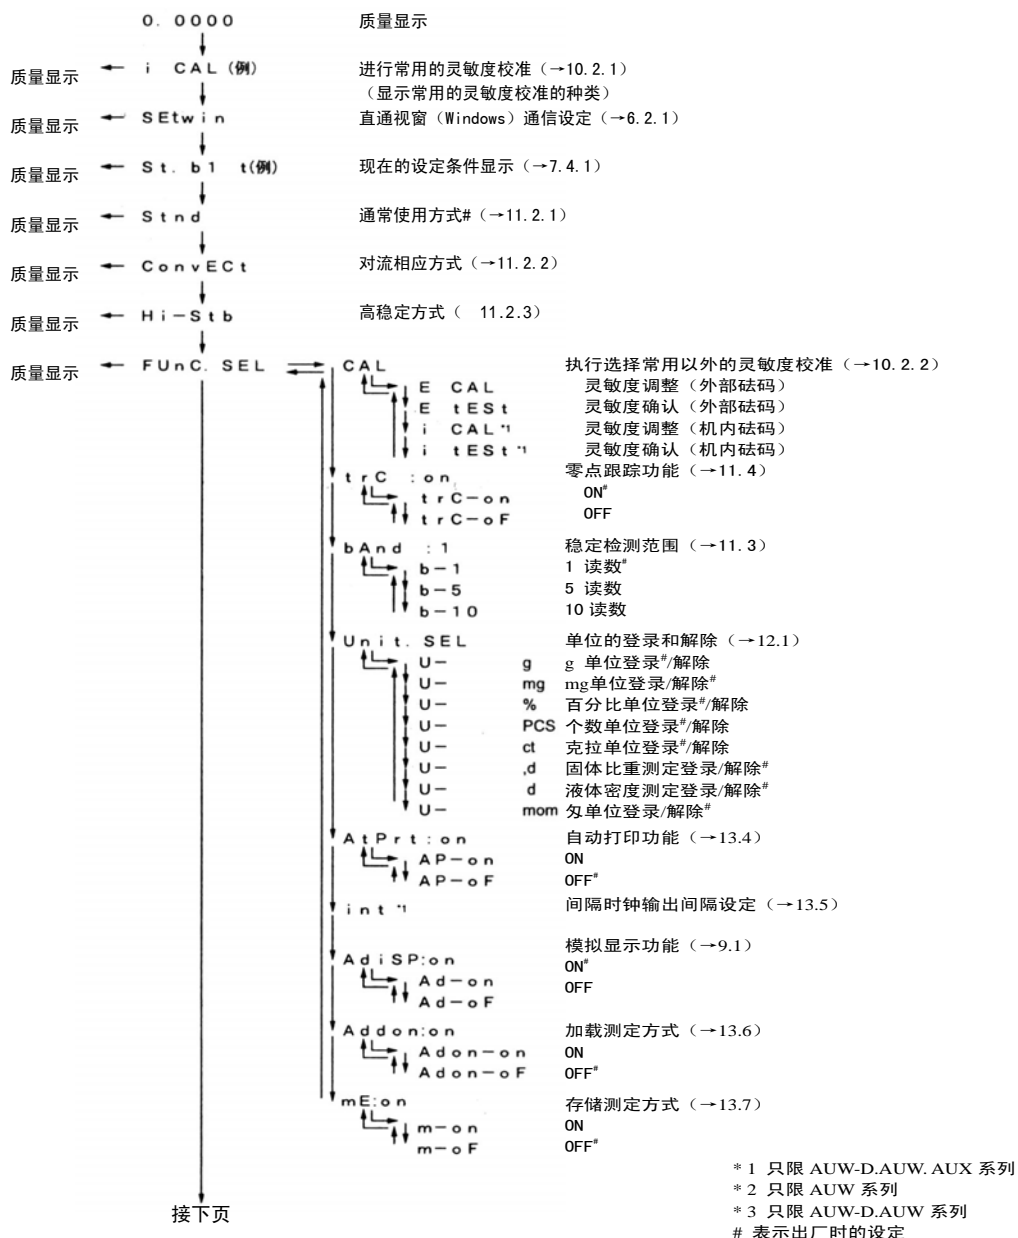 0. 0000 质量显示
质量显示 ← i CAL (例) 进行常用的灵敏度校准（→10.2.1）
（显示常用的灵敏度校准的种类）
质量显示 ← SEtwin 直通视窗（Windows）通信设定（→6.2.1）
质量显示 ← St. b1 t(例) 现在的设定条件显示（→7.4.1）
质量显示 ← Stnd 通常使用方式#（→11.2.1）
质量显示 ← ConvECt 对流相应方式（→11.2.2）
质量显示 ← Hi-Stb 高稳定方式（ 11.2.3）
质量显示 ← FUnC. SEL CAL 执行选择常用以外的灵敏度校准（→10.2.2）
E CAL 灵敏度调整（外部砝码）
E tESt 灵敏度确认（外部砝码）
i CAL *1 灵敏度调整（机内砝码）
i tESt *1 灵敏度确认（机内砝码）
trC :on 零点跟踪功能（→11.4）
trC-on ON#
trC-oF OFF
bAnd :1 稳定检测范围（→11.3）
b-1 1 读数#
b-5 5 读数
b-10 10 读数
Unit. SEL 单位的登录和解除（→12.1）
U- g g 单位登录#/解除
U- mg mg单位登录/解除#
U- % 百分比单位登录#/解除
U- PCS 个数单位登录#/解除
U- ct 克拉单位登录#/解除
U- ,d 固体比重测定登录/解除#
U- d 液体密度测定登录/解除#
U- mom 匁单位登录/解除#
AtPrt:on 自动打印功能（→13.4）
AP-on ON
AP-oF OFF#
int *1 间隔时钟输出间隔设定（→13.5）
模拟显示功能（→9.1）
AdiSP:on
Ad-on ON#
Ad-oF OFF
Addon:on 加载测定方式（→13.6）
Adon-on ON
Adon-oF OFF#
mE:on 存储测定方式（→13.7）
m-on ON
m-oF OFF#
* 1 只限 AUW-D.AUW. AUX 系列
* 2 只限 AUW 系列
接下页
* 3 只限 AUW-D.AUW 系列
# 表示出厂时的设定